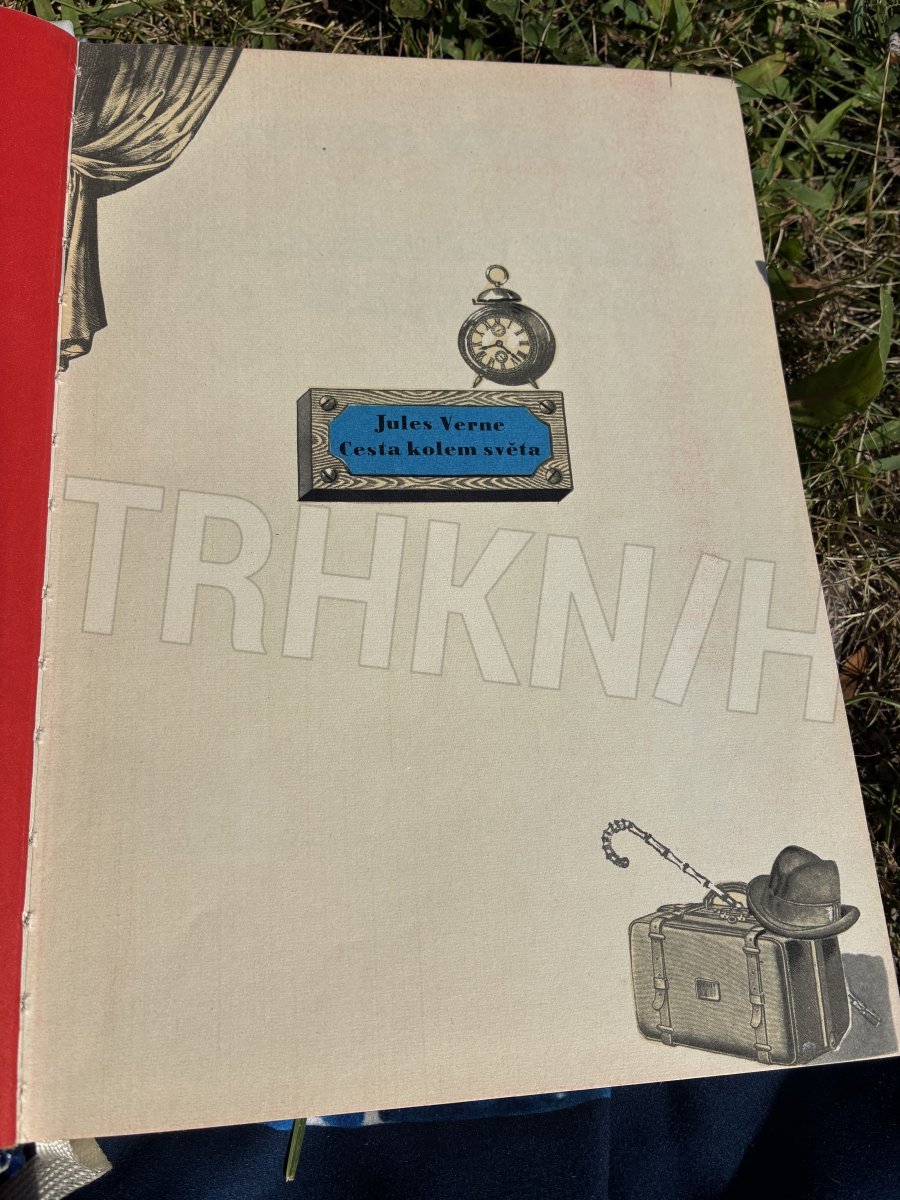 Jules Verne
Cesta kolem světa
TRHKNIH